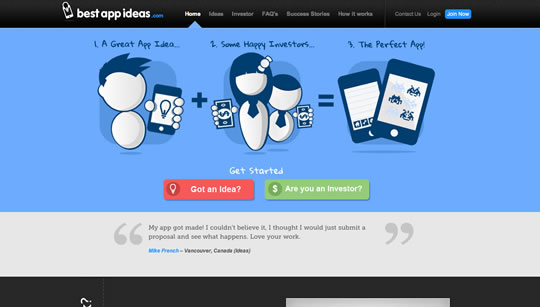 best app ideas.com
Home Ideas Investor FAQ's Success Stories How it works Contact Us Login Join Now
1. A Great App Idea... 2. Some Happy Investors... 3. The Perfect App!
+ =
Get Started
Got an Idea? $ Are you an Investor?
“ My app got made! I couldn't believe it, I thought I would just submit a ”
proposal and see what happens. Love your work.
Mike French – Vancouver, Canada (Ideas)